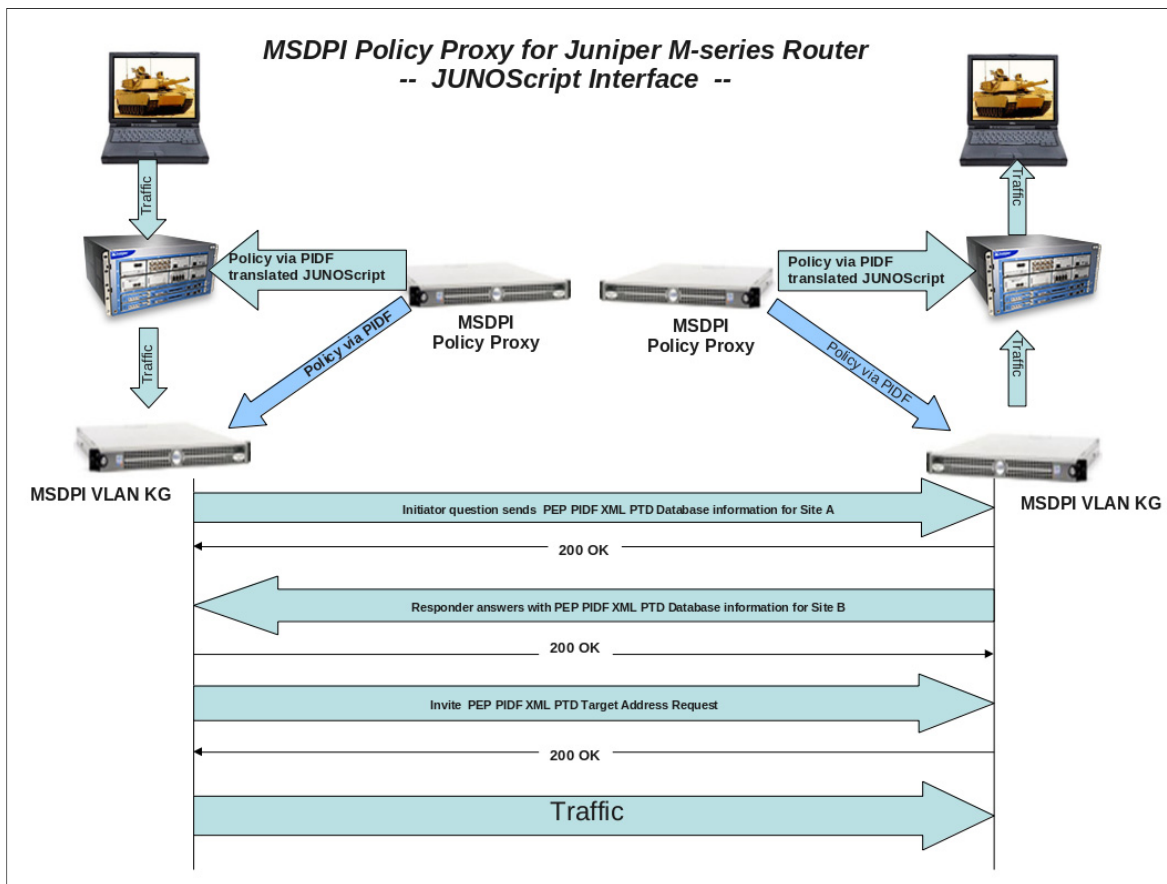 MSDPI Policy Proxy for Juniper M-series Router
-- JUNOScript Interface --
Traffic
Traffic
Policy via PIDF
translated JUNOScript
Policy via PIDF
translated JUNOScript
MSDPI
Policy Proxy
MSDPI
Policy Proxy
Traffic
Policy via PIDF
Policy via PIDF
Traffic
MSDPI VLAN KG
MSDPI VLAN KG
Initiator question sends PEP PIDF XML PTD Database information for Site A
200 OK
Responder answers with PEP PIDF XML PTD Database information for Site B
200 OK
Invite PEP PIDF XML PTD Target Address Request
200 OK
Traffic